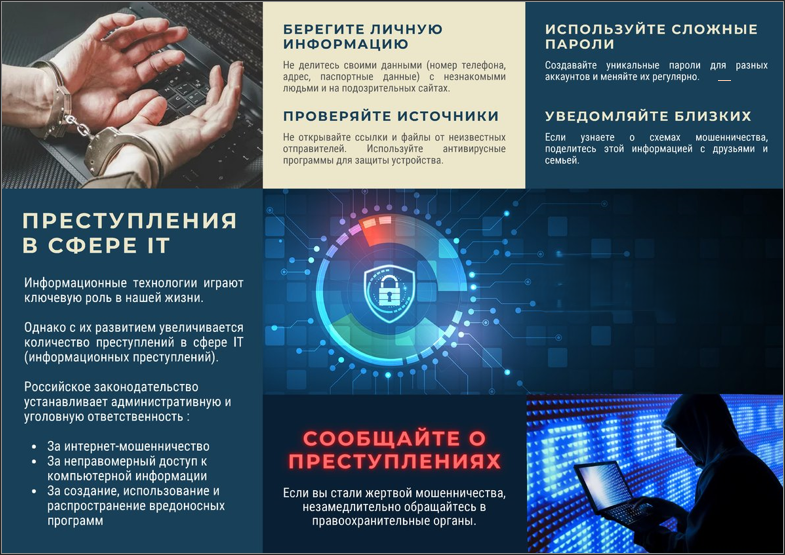 БЕРЕГИТЕ ЛИЧНУЮ
ИНФОРМАЦИЮ
Не делитесь своими данными (номер телефона,
адрес, паспортные данные) с незнакомыми
людьми и на подозрительных сайтах.
ПРОВЕРЯЙТЕ ИСТОЧНИКИ
Не открывайте ссылки и файлы от неизвестных
отправителей. Используйте антивирусные
программы для защиты устройства.
ИСПОЛЬЗУЙТЕ СЛОЖНЫЕ
ПАРОЛИ
Создавайте уникальные пароли для разных
аккаунтов и меняйте их регулярно.
УВЕДОМЛЯЙТЕ БЛИЗКИХ
Если узнаете о схемах мошенничества,
поделитесь этой информацией с друзьями и
семьей.
ПРЕСТУПЛЕНИЯ
В СФЕРЕ IT
Информационные технологии играют
ключевую роль в нашей жизни.
Однако с их развитием увеличивается
количество преступлений в сфере IT
(информационных преступлений).
Российское законодательство
устанавливает административную и
уголовную ответственность :
• За интернет-мошенничество
• За неправомерный доступ к
компьютерной информации
• За создание, использование и
распространение вредоносных
программ
СООБЩАЙТЕ О
ПРЕСТУПЛЕНИЯХ
Если вы стали жертвой мошенничества,
незамедлительно обращайтесь в
правоохранительные органы.